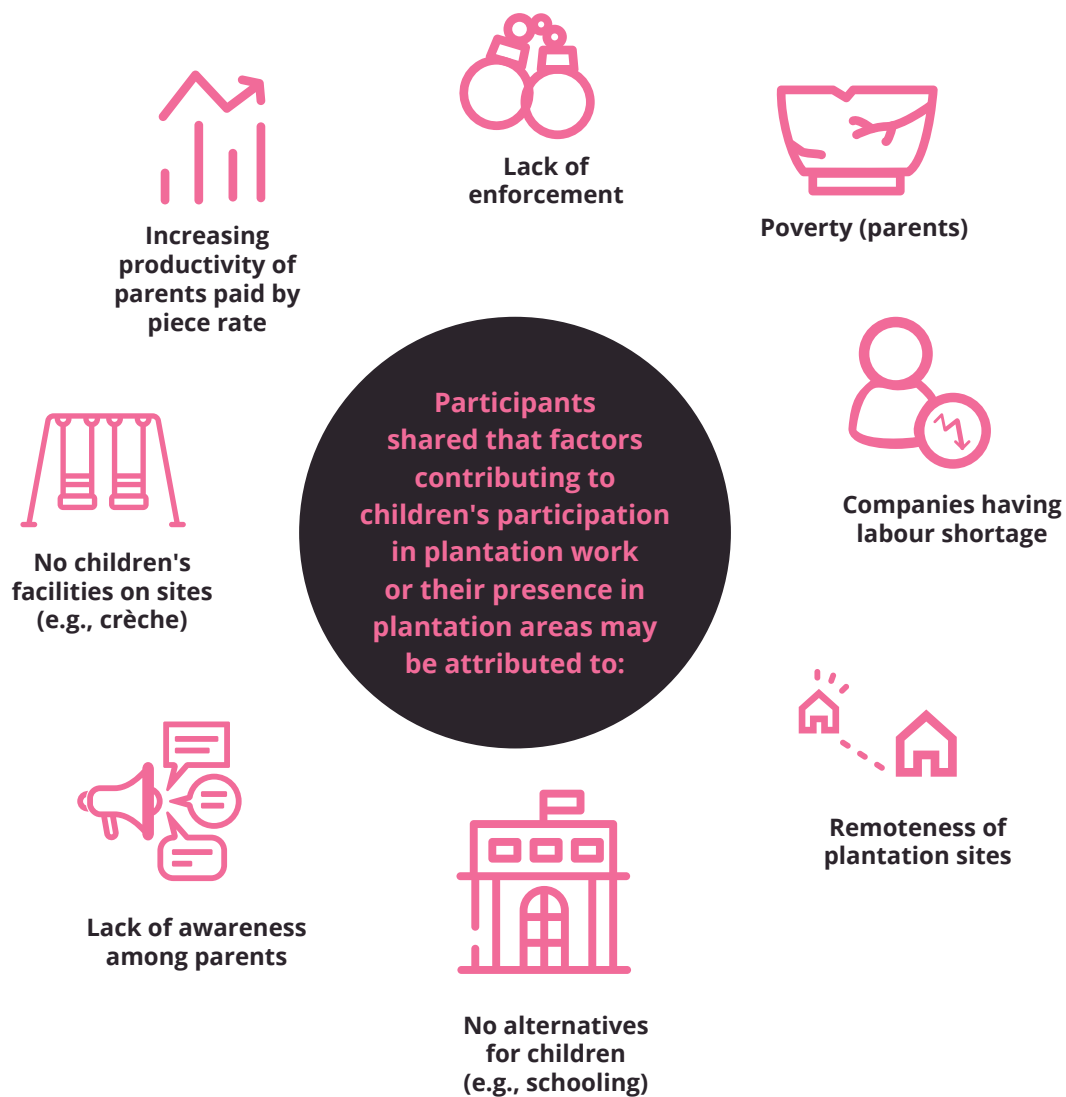 Lack of
enforcement
Poverty (parents)
Increasing
productivity of
parents paid by
piece rate
Participants
shared that factors
contributing to
children's participation
in plantation work
or their presence in
plantation areas may
be attributed to:
Companies having
labour shortage
No children's
facilities on sites
(e.g., crèche)
Remoteness of
plantation sites
Lack of awareness
among parents
No alternatives
for children
(e.g., schooling)